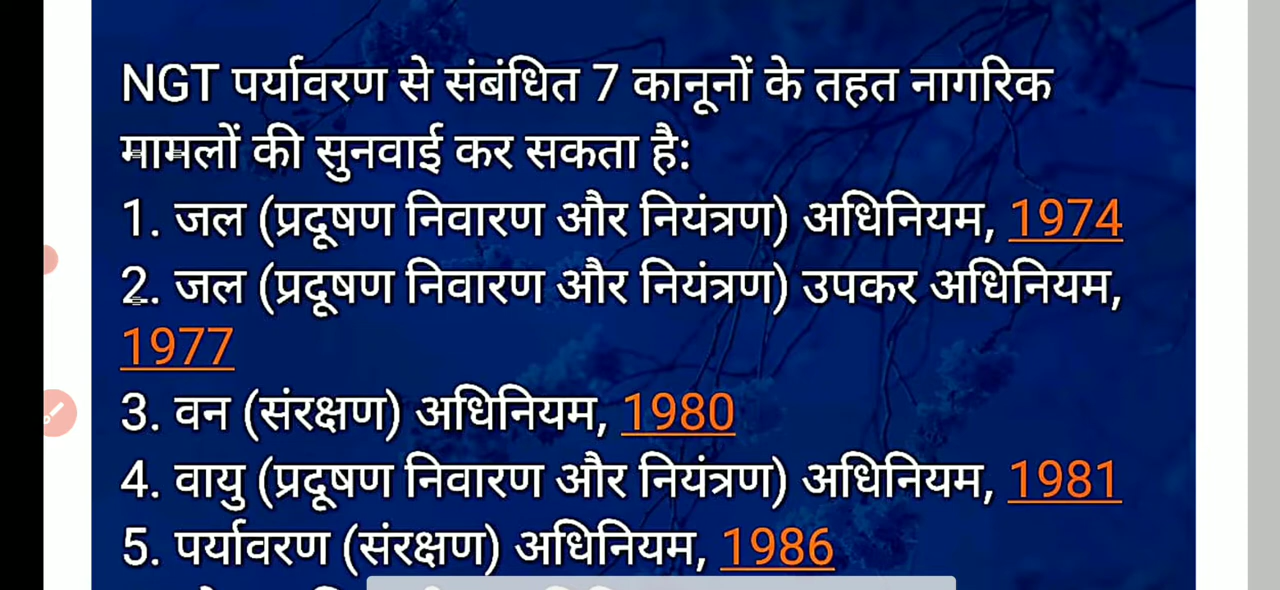 NGT पर्यावरण से संबंधित 7 कानूनों के तहत नागरिक
मामलों की सुनवाई कर सकता है:
1. जल (प्रदूषण निवारण और नियंत्रण) अधिनियम, 1974
2. जल (प्रदूषण निवारण और नियंत्रण) उपकर अधिनियम,
1977
3. वन (संरक्षण) अधिनियम, 1980
4. वायु (प्रदूषण निवारण और नियंत्रण) अधिनियम, 1981
5. पर्यावरण (संरक्षण) अधिनियम, 1986